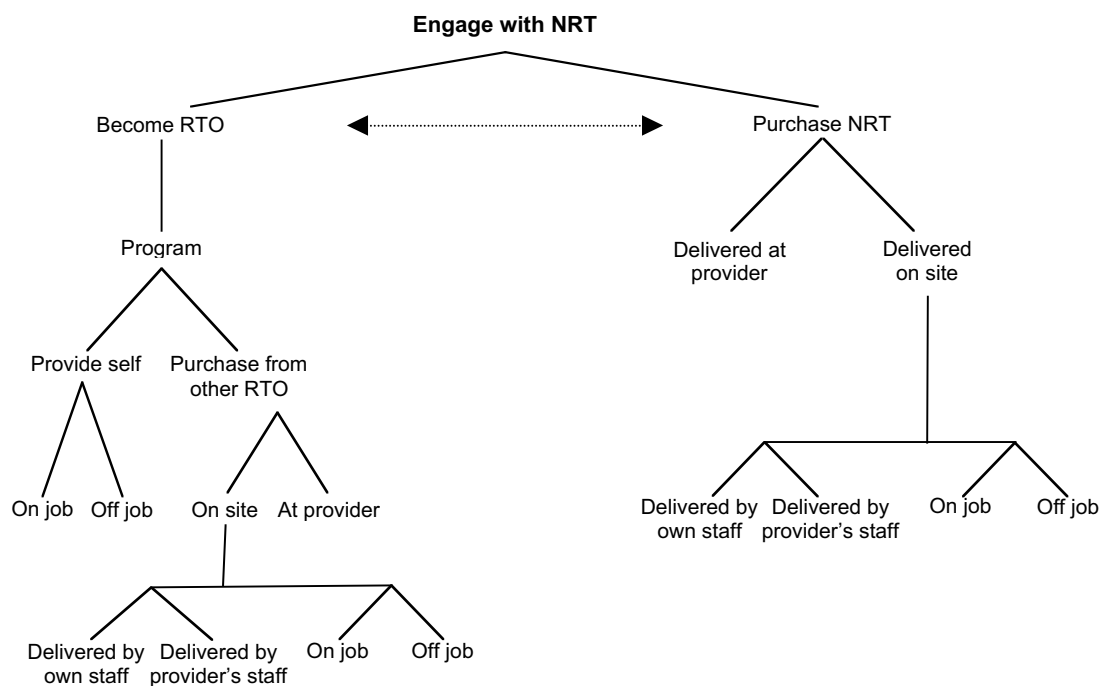 Engage with NRT
Become RTO
Purchase NRT
Program
Delivered at
provider
Delivered
on site
Provide self
Purchase from
other RTO
On job
Off job
On site
At provider
Delivered by
own staff
Delivered by
provider's staff
On job
Off job
Delivered by
own staff
Delivered by
provider's staff
On job
Off job